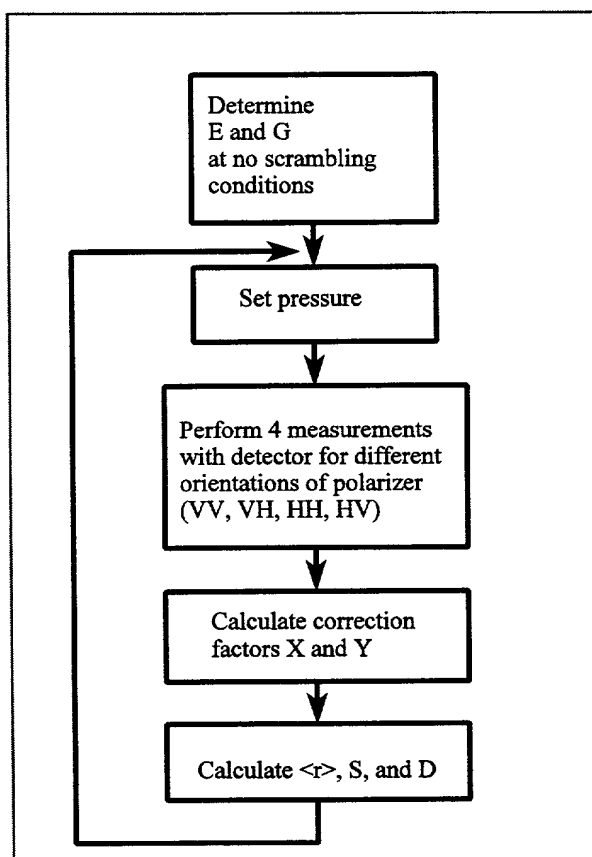 Determine
E and G
at no scrambling
conditions
Set pressure
Perform 4 measurements
with detector for different
orientations of polarizer
(VV, VH, HH, HV)
Calculate correction
factors X and Y
Calculate <r>, S, and D